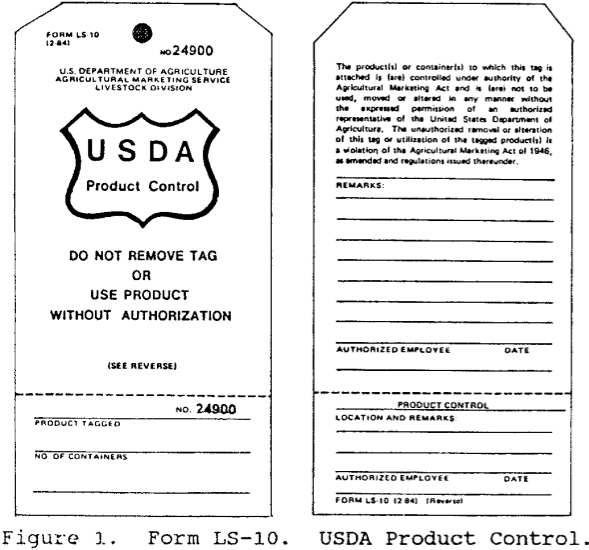 FORM LS-10
(2-84)
NO 24900
U.S. DEPARTMENT OF AGRICULTURE
AGRICULTURAL MARKETING SERVICE
LIVESTOCK DIVISION
USDA
Product Control
DO NOT REMOVE TAG
OR
USE PRODUCT
WITHOUT AUTHORIZATION
(SEE REVERSE)
NO. 24900
PRODUCT TAGGED
NO. OF CONTAINERS
The product(s) or container(s) to which this tag is
attached is (are) controlled under authority of the
Agricultural Marketing Act and is (are) not to be
used, moved or altered in any manner without
the expressed permission of an authorized
representative of the United States Department of
Agriculture. The unauthorized removal or alteration
of this tag or utilization of the tagged product(s) is
a violation of the Agricultural Marketing Act of 1946,
as amended and regulations issued thereunder.
REMARKS:
AUTHORIZED EMPLOYEE DATE
PRODUCT CONTROL
LOCATION AND REMARKS:
AUTHORIZED EMPLOYEE DATE
FORM LS-10 (2-84) (Reverse)
Figure 1. Form LS-10. USDA Product Control.